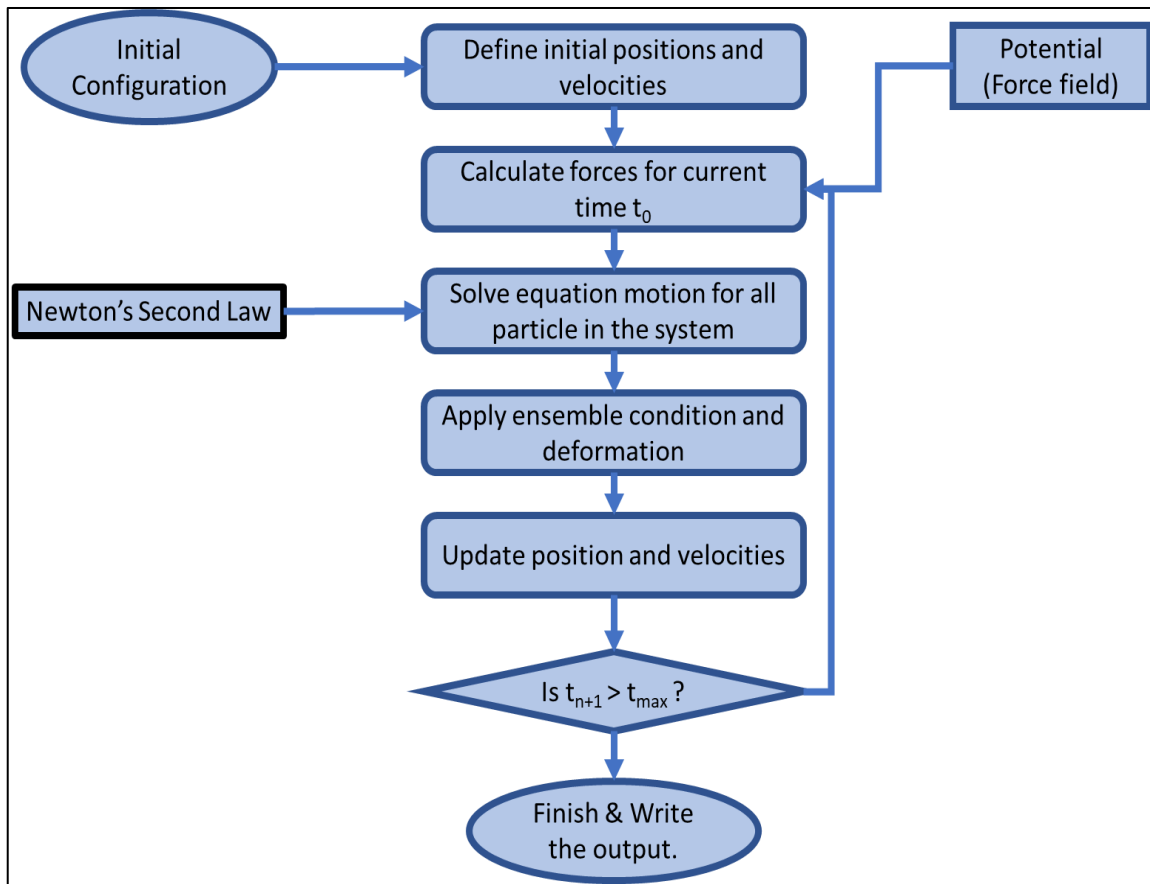 Initial
Configuration
Define initial positions and
velocities
Potential
(Force field)
Calculate forces for current
time t₀
Newton's Second Law
Solve equation motion for all
particle in the system
Apply ensemble condition and
deformation
Update position and velocities
Is tₙ₊₁ > tₘₐₓ ?
Finish & Write
the output.